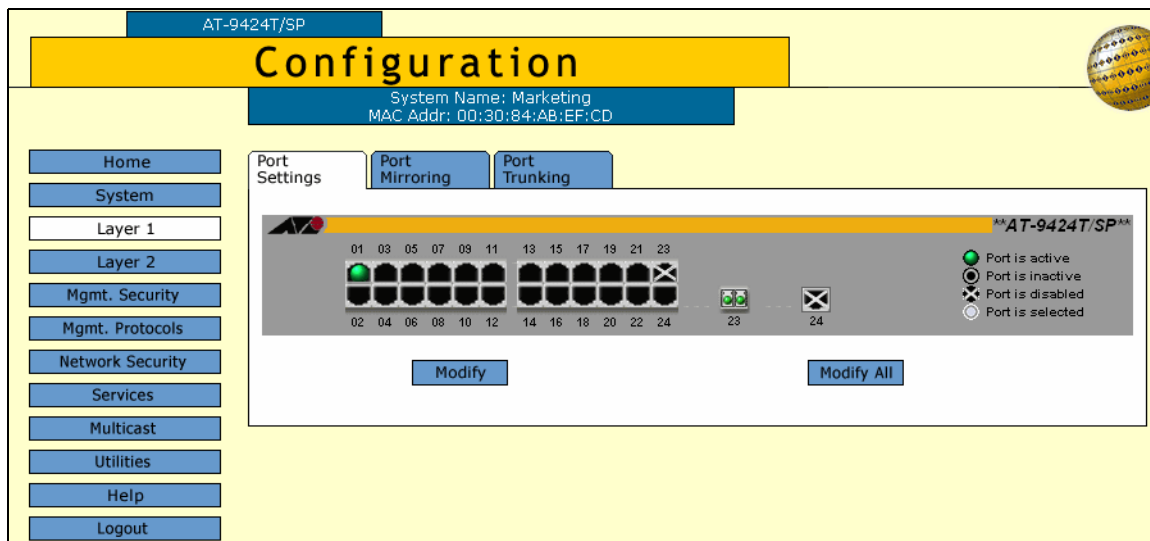 AT-9424T/SP
Configuration
System Name: Marketing
MAC Addr: 00:30:84:AB:EF:CD
Home
System
Layer 1
Layer 2
Mgmt. Security
Mgmt. Protocols
Network Security
Services
Multicast
Utilities
Help
Logout
Port Settings
Port Mirroring
Port Trunking
**AT-9424T/SP**
01 03 05 07 09 11 13 15 17 19 21 23
02 04 06 08 10 12 14 16 18 20 22 24
23
24
Port is active
Port is inactive
Port is disabled
Port is selected
Modify
Modify All